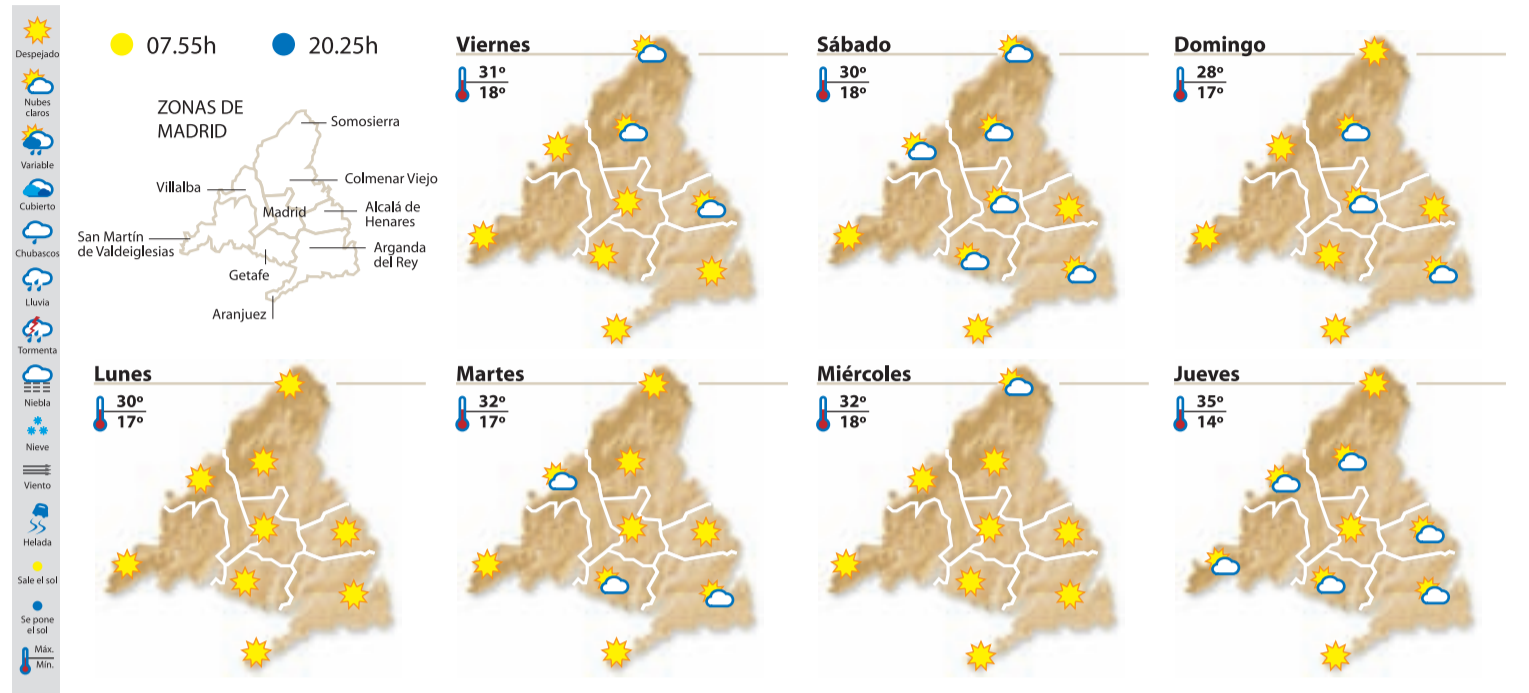 Despejado
Nubes
claros
Variable
Cubierto
Chubascos
Lluvia
Tormenta
Niebla
Nieve
Viento
Helada
Sale el sol
Se pone
el sol
Máx.
Mín.
07.55h
20.25h
ZONAS DE
MADRID
Somosierra
Colmenar Viejo
Villalba
Madrid
Alcalá de
Henares
San Martín
de Valdeiglesias
Arganda
del Rey
Getafe
Aranjuez
Viernes
31º
18º
Sábado
30º
18º
Domingo
28º
17º
Lunes
30º
17º
Martes
32º
17º
Miércoles
32º
18º
Jueves
35º
14º